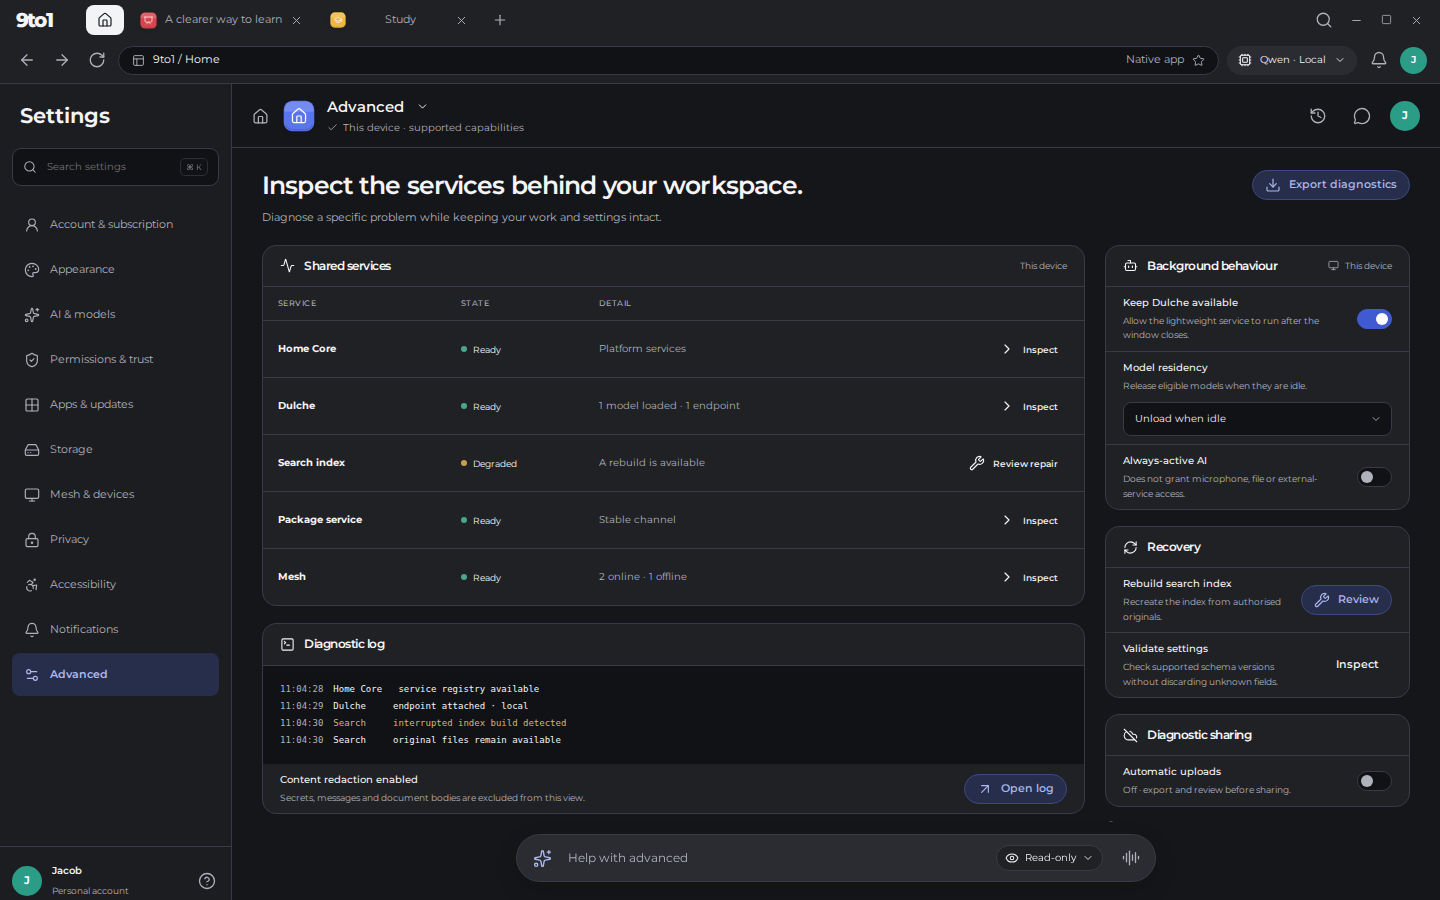 9to1
A clearer way to learn
Study
9to1 / Home
Native app
Qwen · Local
J
Settings
Search settings
⌘ K
Account & subscription
Appearance
AI & models
Permissions & trust
Apps & updates
Storage
Mesh & devices
Privacy
Accessibility
Notifications
Advanced
J
Jacob
Personal account
Advanced
This device · supported capabilities
J
Inspect the services behind your workspace.
Diagnose a specific problem while keeping your work and settings intact.
Export diagnostics
Shared services
This device
SERVICE STATE DETAIL
Home Core Ready Platform services Inspect
Dulche Ready 1 model loaded · 1 endpoint Inspect
Search index Degraded A rebuild is available Review repair
Package service Ready Stable channel Inspect
Mesh Ready 2 online · 1 offline Inspect
Diagnostic log
11:04:28 Home Core service registry available
11:04:29 Dulche endpoint attached · local
11:04:30 Search interrupted index build detected
11:04:30 Search original files remain available
Content redaction enabled
Secrets, messages and document bodies are excluded from this view.
Open log
Background behaviour
This device
Keep Dulche available
Allow the lightweight service to run after the
window closes.
Model residency
Release eligible models when they are idle.
Unload when idle
Always-active AI
Does not grant microphone, file or external-
service access.
Recovery
Rebuild search index
Recreate the index from authorised
originals.
Review
Validate settings
Check supported schema versions
without discarding unknown fields.
Inspect
Diagnostic sharing
Automatic uploads
Off · export and review before sharing.
Help with advanced
Read-only